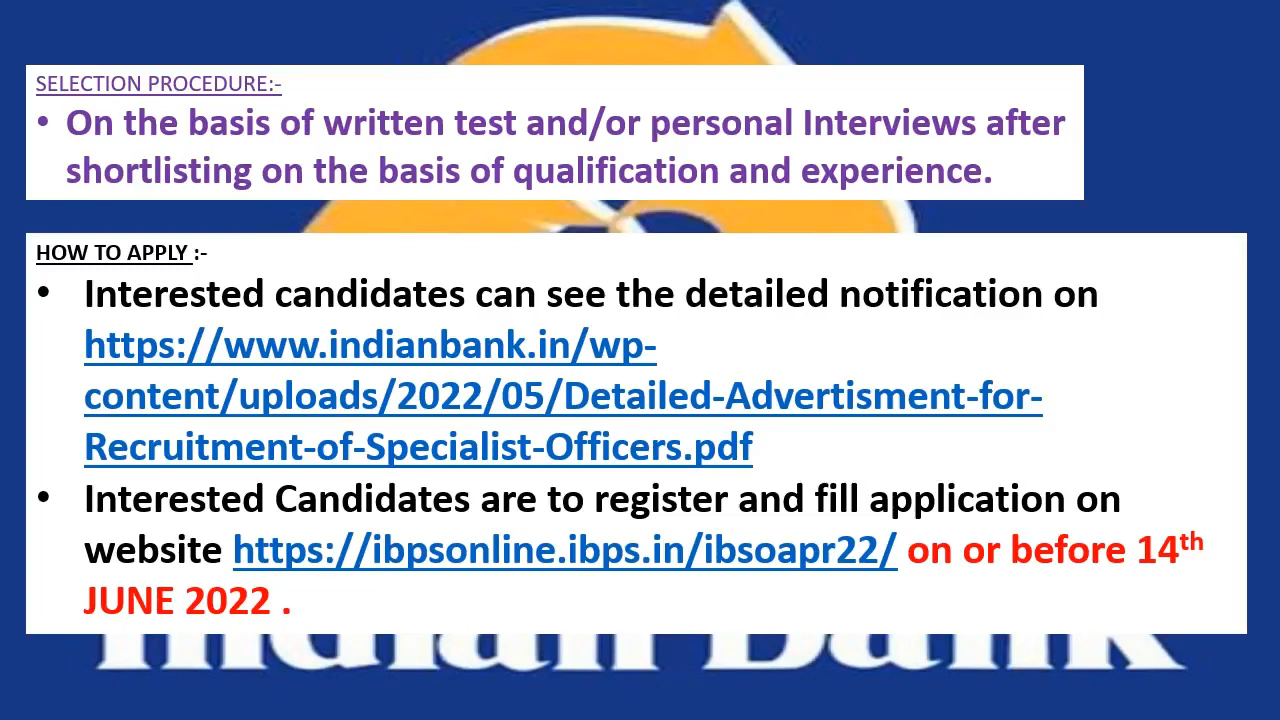 SELECTION PROCEDURE:-
• On the basis of written test and/or personal Interviews after
shortlisting on the basis of qualification and experience.
HOW TO APPLY :-
• Interested candidates can see the detailed notification on
https://www.indianbank.in/wp-
content/uploads/2022/05/Detailed-Advertisment-for-
Recruitment-of-Specialist-Officers.pdf
• Interested Candidates are to register and fill application on
website https://ibpsonline.ibps.in/ibsoapr22/ on or before 14th
JUNE 2022 .
Indian Bank